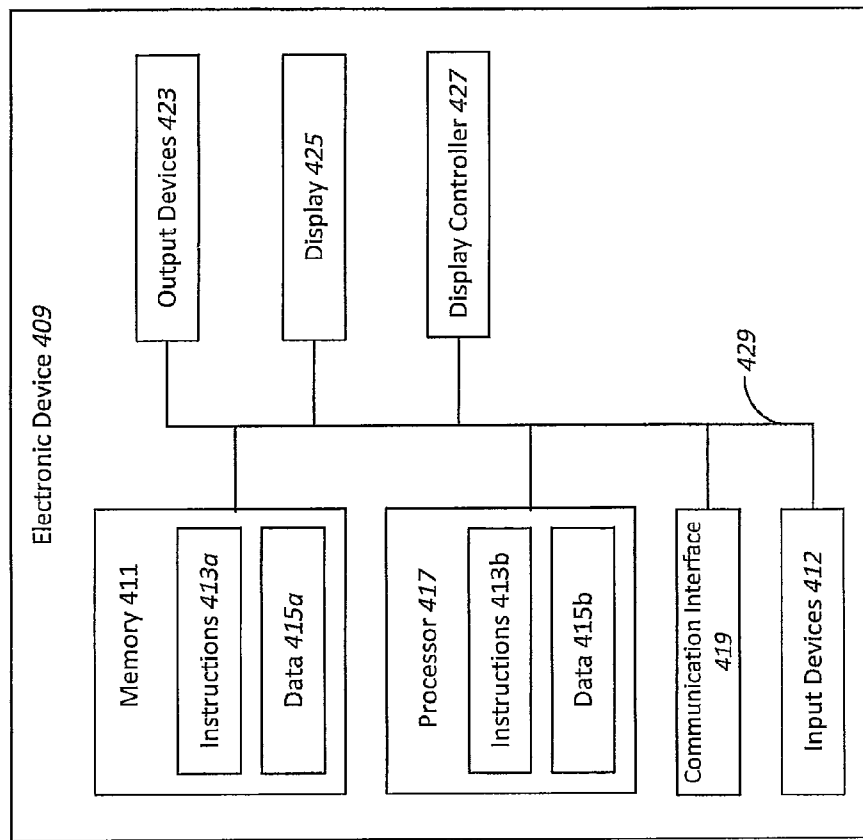 Electronic Device 409
Memory 411
Instructions 413a
Data 415a
Processor 417
Instructions 413b
Data 415b
Communication Interface
419
Input Devices 412
Output Devices 423
Display 425
Display Controller 427
429